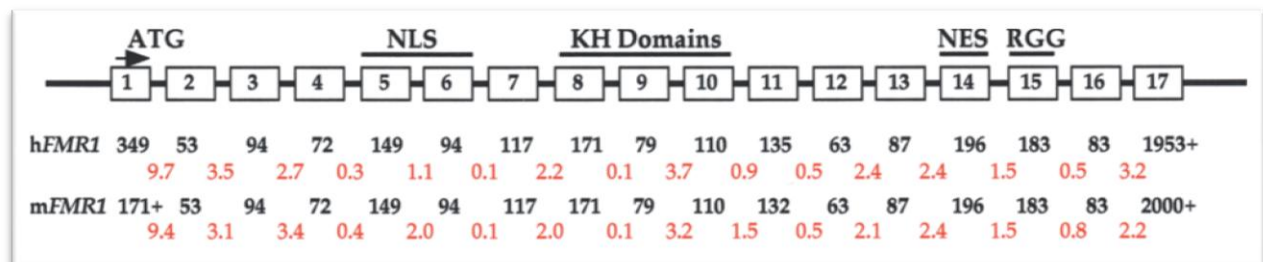 ATG NLS KH Domains NES RGG
1 2 3 4 5 6 7 8 9 10 11 12 13 14 15 16 17
hFMR1 349 53 94 72 149 94 117 171 79 110 135 63 87 196 183 83 1953+
9.7 3.5 2.7 0.3 1.1 0.1 2.2 0.1 3.7 0.9 0.5 2.4 2.4 1.5 0.5 3.2
mFMR1 171+ 53 94 72 149 94 117 171 79 110 132 63 87 196 183 83 2000+
9.4 3.1 3.4 0.4 2.0 0.1 2.0 0.1 3.2 1.5 0.5 2.1 2.4 1.5 0.8 2.2